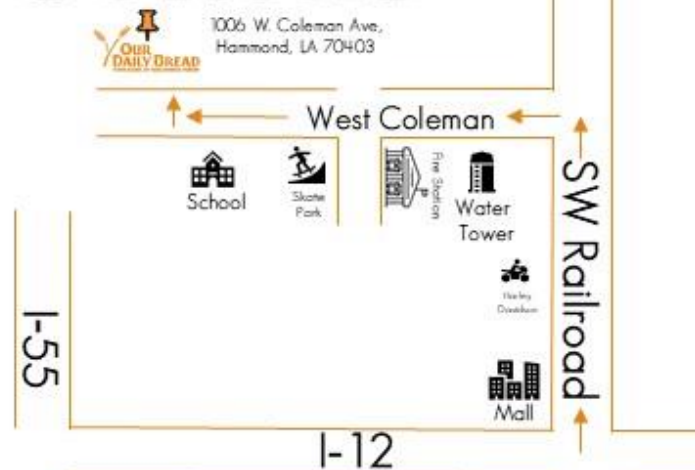 1006 W. Coleman Ave,
Hammond, LA 70403
OUR
DAILY BREAD
West Coleman
School
Skate
Park
Fire Station
Water
Tower
SW Railroad
Harley
Davidson
I-55
Mall
I-12